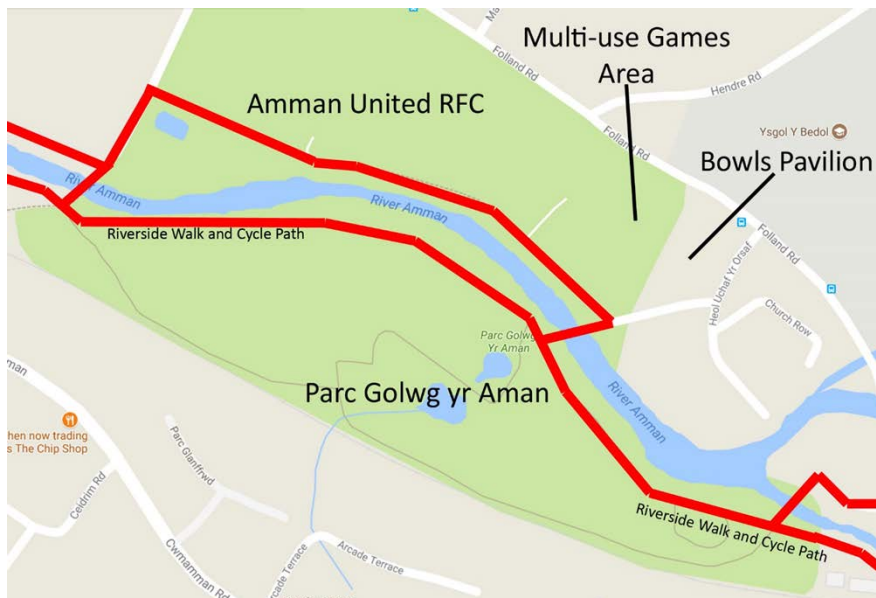 Ma
Folland Rd
Multi-use Games
Area
Hendre Rd
Amman United RFC
Folland Rd
Ysgol Y Bedol
Bowls Pavilion
River Amman
River Amman
Riverside Walk and Cycle Path
Folland Rd
Heol Uchaf Yr Orsaf
Church Row
Parc Golwg
Yr Aman
Parc Golwg yr Aman
River Amman
mman
hen now trading
s The Chip Shop
Parc Glanffrwd
Ceidrim Rd
Cwmamman Rd
Arcade Terrace
Arcade Terrace
Riverside Walk and Cycle Path